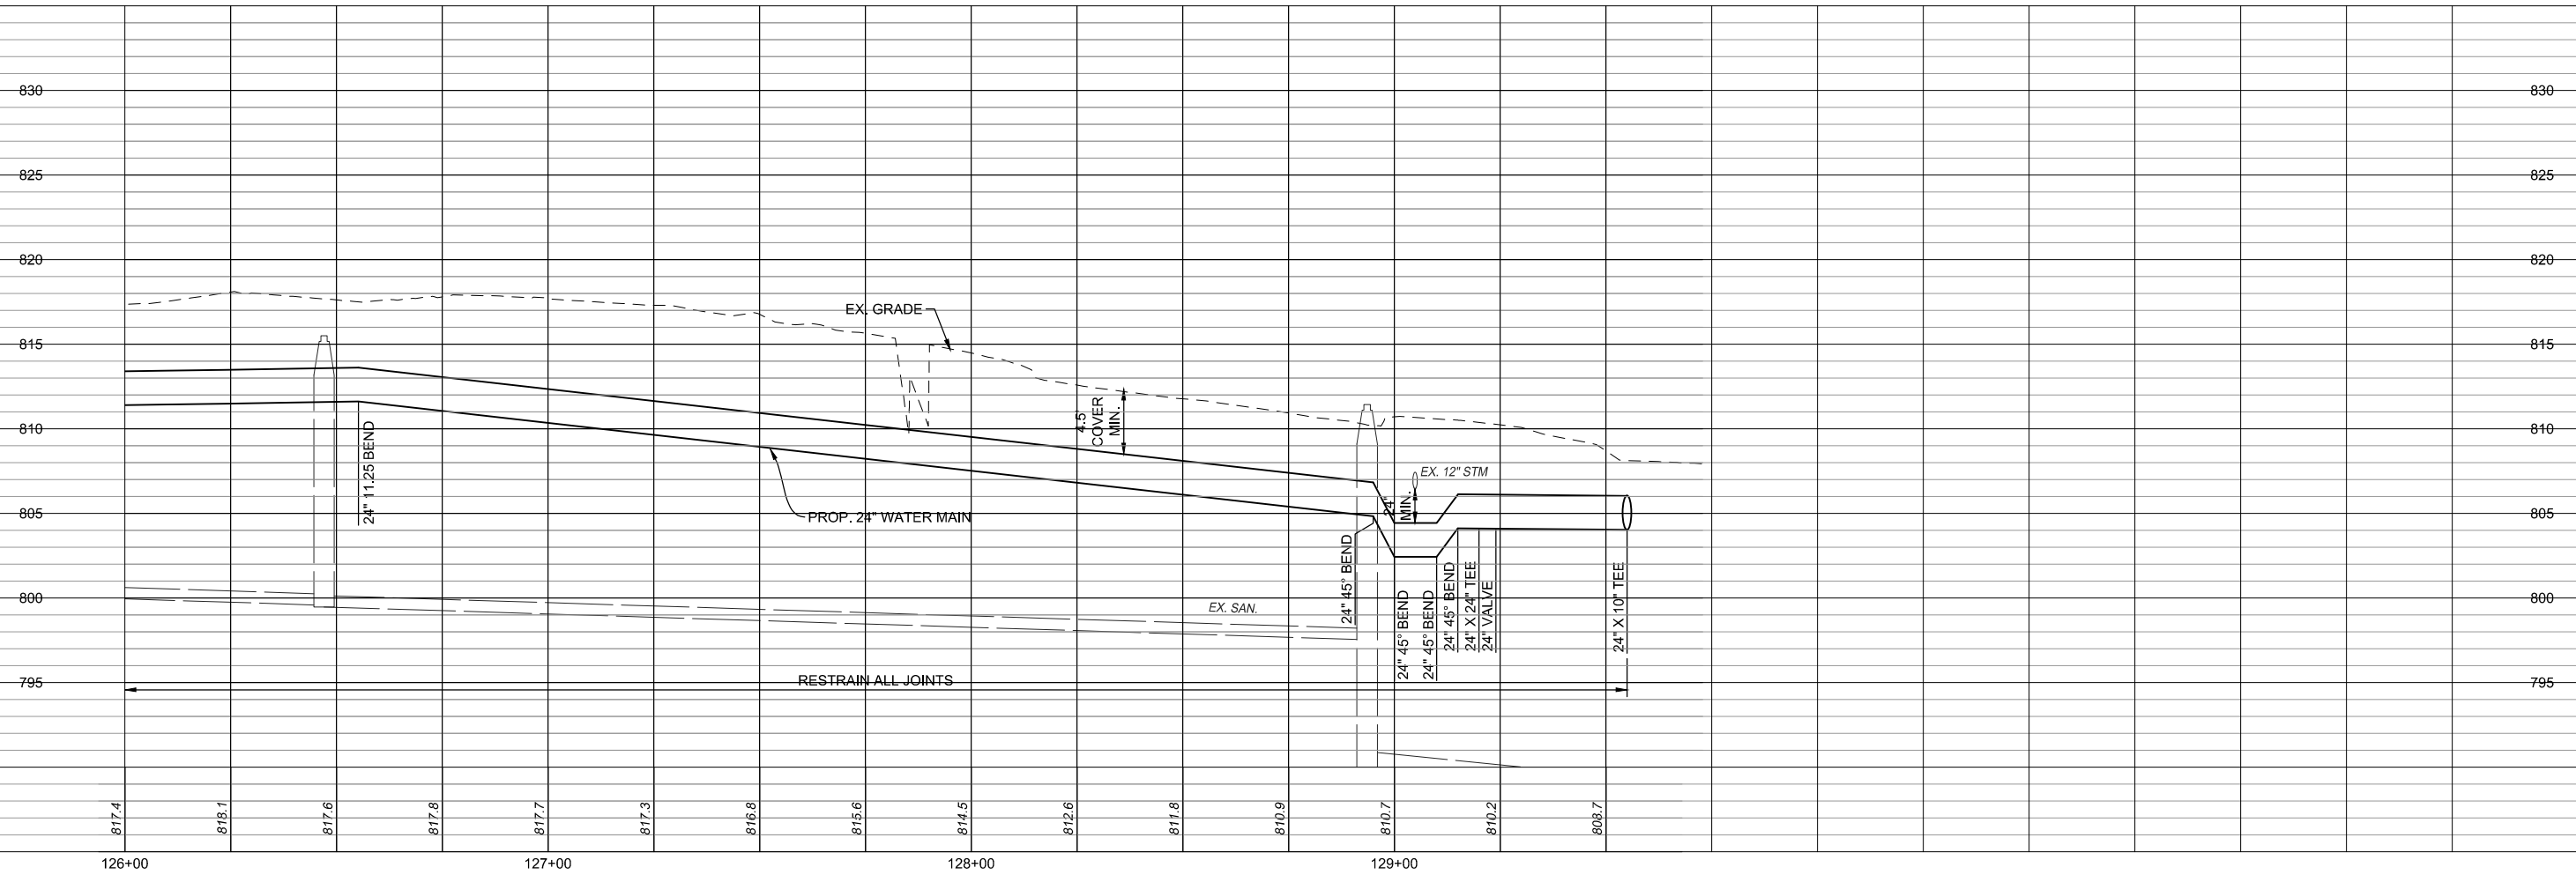 830
830
825
825
820
820
EX. GRADE
815
815
4.5'
COVER
MIN.
810
810
24" 11.25 BEND
EX. 12" STM
24"
MIN.
PROP. 24" WATER MAIN
805
805
24" 45° BEND
24" 45° BEND
24" 45° BEND
24" 45° BEND
24" X 24" TEE
24" VALVE
24" X 10" TEE
800
EX. SAN.
800
795
RESTRAIN ALL JOINTS
795
817.4
818.1
817.6
817.8
817.7
817.3
816.8
815.6
814.5
812.6
811.8
810.9
810.7
810.2
808.7
126+00
127+00
128+00
129+00